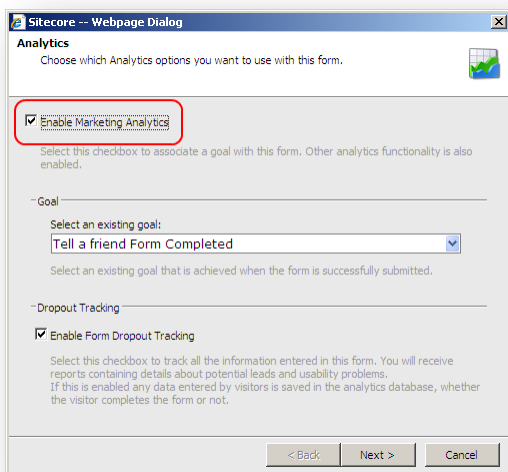 Sitecore -- Webpage Dialog
Analytics
Choose which Analytics options you want to use with this form.
Enable Marketing Analytics
Select this checkbox to associate a goal with this form. Other analytics functionality is also
enabled.
Goal
Select an existing goal:
Tell a friend Form Completed
Select an existing goal that is achieved when the form is successfully submitted.
Dropout Tracking
Enable Form Dropout Tracking
Select this checkbox to track all the information entered in this form. You will receive
reports containing details about potential leads and usability problems.
If this is enabled any data entered by visitors is saved in the analytics database, whether
the visitor completes the form or not.
< Back Next > Cancel